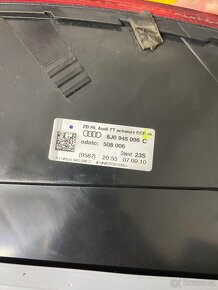 ZB HL Audi TT schwarz ECE
8J0 945 096 C
odelo: 508 006
Stand: 23S
(0587) 20:55 07.09.10